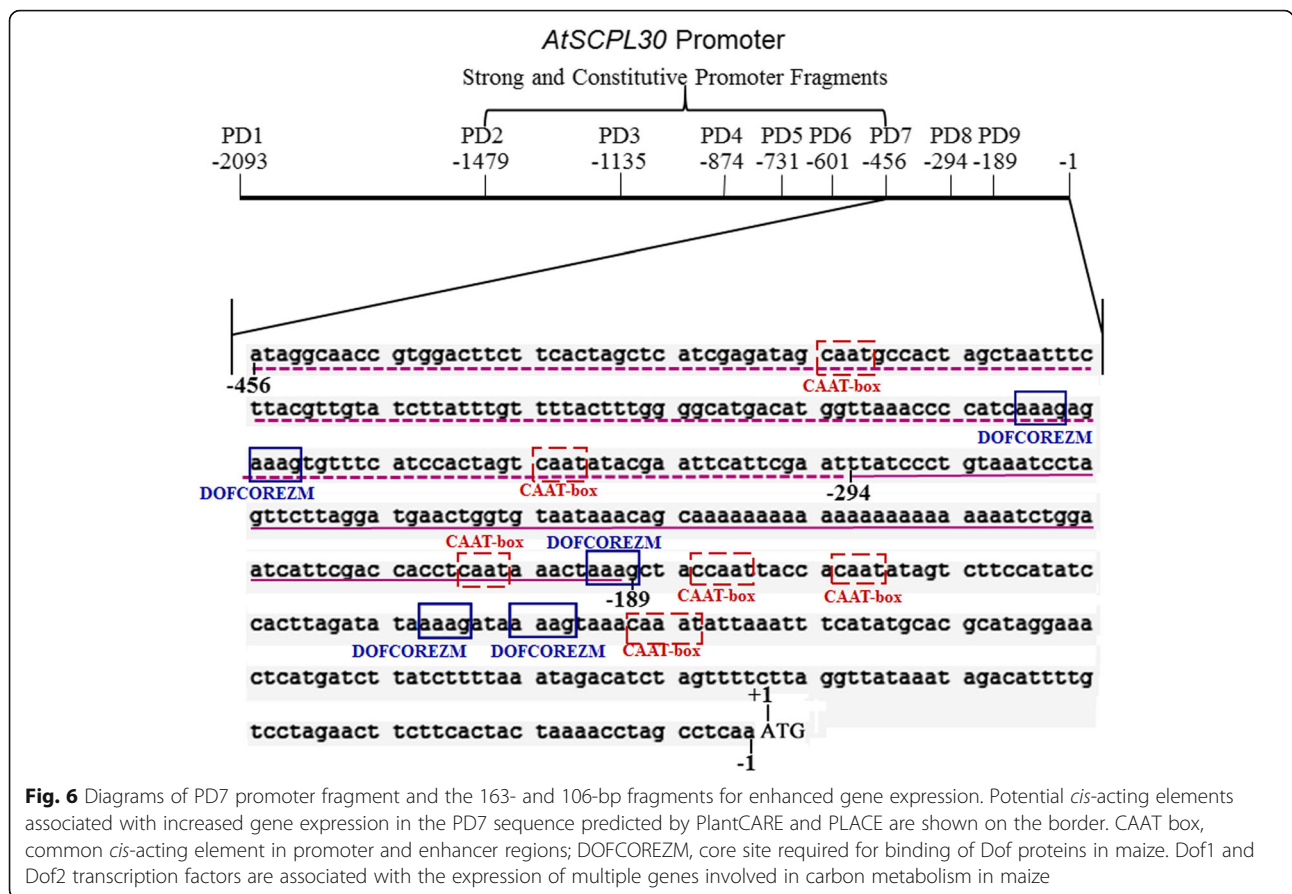 AtSCPL30 Promoter
Strong and Constitutive Promoter Fragments
PD1 PD2 PD3 PD4 PD5 PD6 PD7 PD8 PD9
-2093 -1479 -1135 -874 -731 -601 -456 -294 -189 -1
ataggcaacc gtggacttct tcactagctc atcgagatag caatgccact agctaatttc
-456
CAAT-box
ttacgttgta tcttatttgt tttactttgg ggcatgacat ggttaaaccc catcaaagag
DOFCOREZM
aaagtgtttc atccactagt caatatacga attcattcga atttatccct gtaaatccta
DOFCOREZM CAAT-box -294
gttcttagga tgaactggtg taataaacag caaaaaaaaa aaaaaaaaaa aaaatctgga
CAAT-box DOFCOREZM
atcattcgac cacctcaata aactaaagcta ccaattacca caatatagt cttccatatc
-189 CAAT-box CAAT-box
cacttagata taaaagataa aagtaaacaa atattaaatt tcatatgcac gcataggaaa
DOFCOREZM DOFCOREZM CAAT-box
ctcatgatct tatcttttaa atagacatct agttttctta ggttataaat agacattttg
+1
tcctagaact tcttcactac taaaacctag cctcaa ATG
-1
Fig. 6 Diagrams of PD7 promoter fragment and the 163- and 106-bp fragments for enhanced gene expression. Potential cis-acting elements
associated with increased gene expression in the PD7 sequence predicted by PlantCARE and PLACE are shown on the border. CAAT box,
common cis-acting element in promoter and enhancer regions; DOFCOREZM, core site required for binding of Dof proteins in maize. Dof1 and
Dof2 transcription factors are associated with the expression of multiple genes involved in carbon metabolism in maize